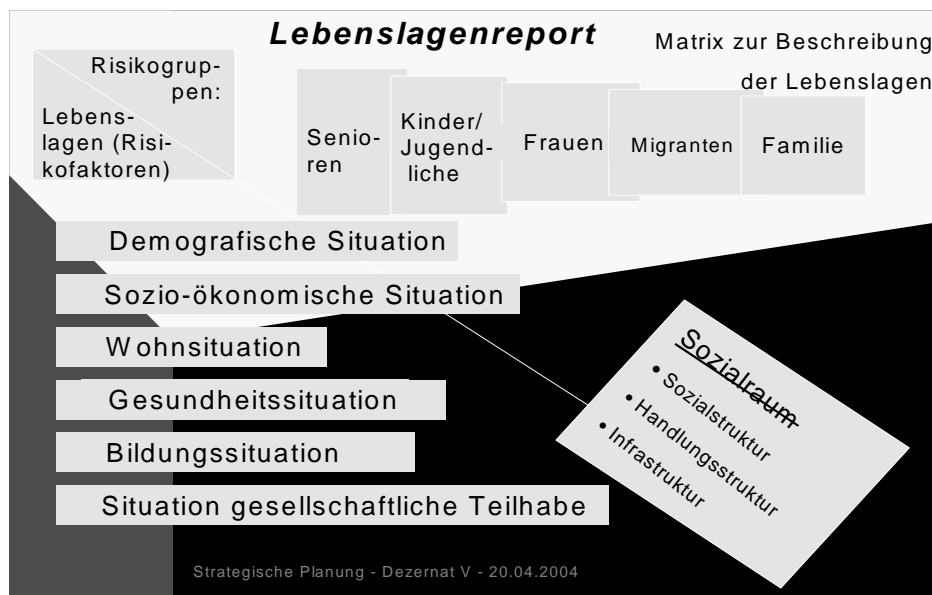 Lebenslagenreport
Matrix zur Beschreibung
der Lebenslagen
Risikogrup-
pen:
Lebens-
lagen (Risi-
kofaktoren)
Senio-
ren
Kinder/
Jugend-
liche
Frauen
Migranten
Familie
Demografische Situation
Sozio-ökonomische Situation
Wohnsituation
Gesundheitssituation
Bildungssituation
Situation gesellschaftliche Teilhabe
Sozialraum
• Sozialstruktur
• Handlungsstruktur
• Infrastruktur
Strategische Planung - Dezernat V - 20.04.2004